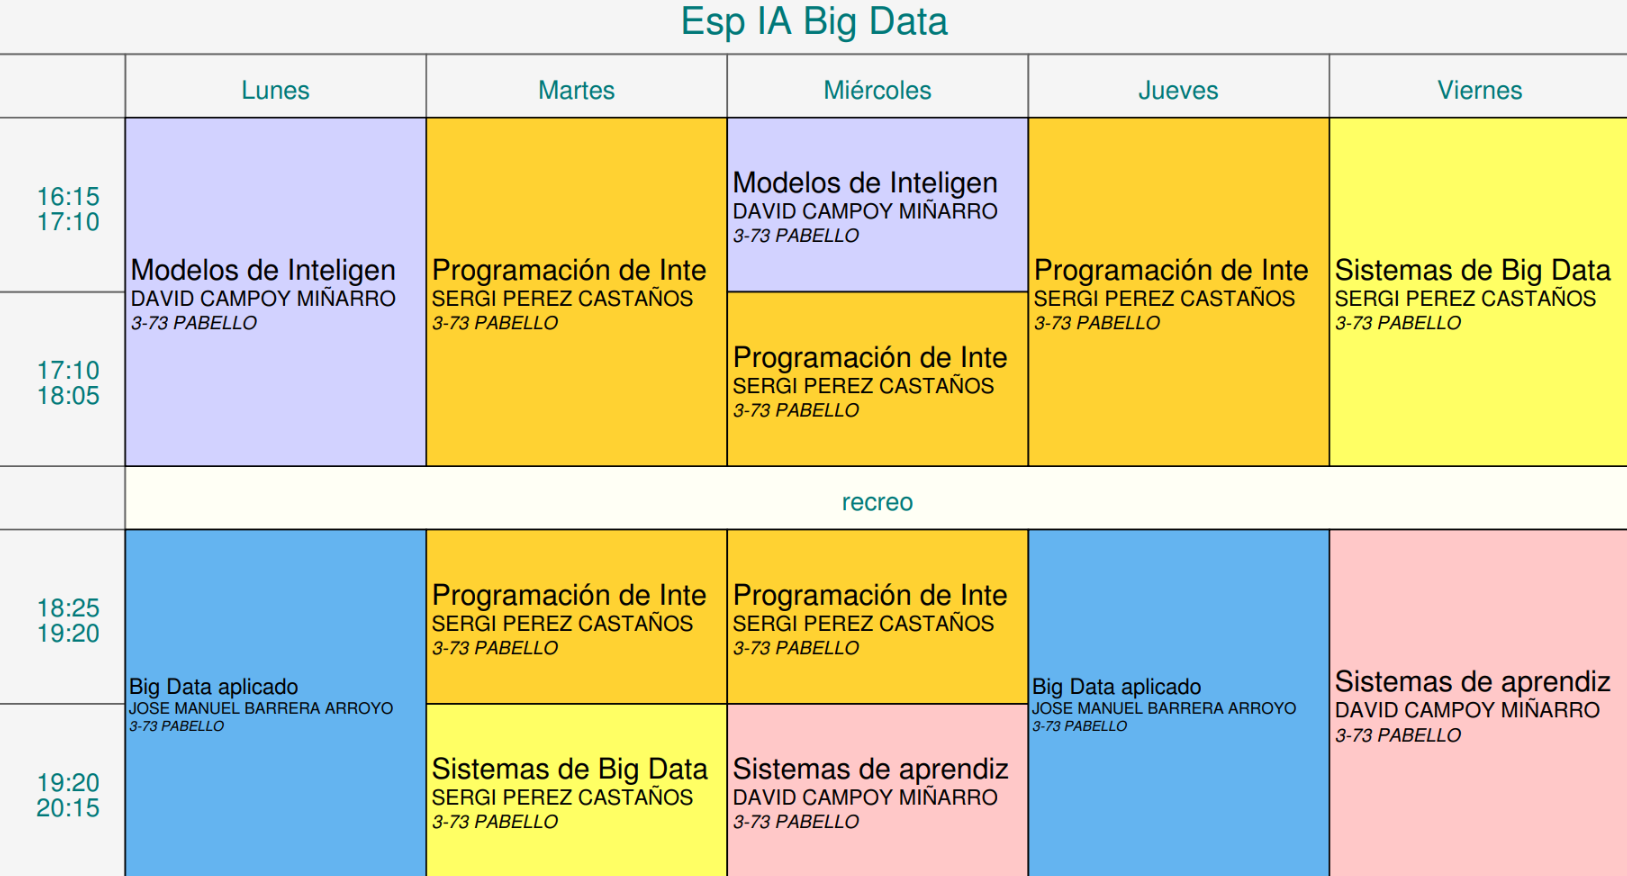 Esp IA Big Data
Lunes
Martes
Miércoles
Jueves
Viernes
16:15
17:10
Modelos de Inteligen
DAVID CAMPOY MIÑARRO
3-73 PABELLO
Programación de Inte
SERGI PEREZ CASTAÑOS
3-73 PABELLO
Modelos de Inteligen
DAVID CAMPOY MIÑARRO
3-73 PABELLO
Programación de Inte
SERGI PEREZ CASTAÑOS
3-73 PABELLO
Sistemas de Big Data
SERGI PEREZ CASTAÑOS
3-73 PABELLO
17:10
18:05
Programación de Inte
SERGI PEREZ CASTAÑOS
3-73 PABELLO
recreo
18:25
19:20
Big Data aplicado
JOSE MANUEL BARRERA ARROYO
3-73 PABELLO
Programación de Inte
SERGI PEREZ CASTAÑOS
3-73 PABELLO
Programación de Inte
SERGI PEREZ CASTAÑOS
3-73 PABELLO
Big Data aplicado
JOSE MANUEL BARRERA ARROYO
3-73 PABELLO
Sistemas de aprendiz
DAVID CAMPOY MIÑARRO
3-73 PABELLO
19:20
20:15
Sistemas de Big Data
SERGI PEREZ CASTAÑOS
3-73 PABELLO
Sistemas de aprendiz
DAVID CAMPOY MIÑARRO
3-73 PABELLO